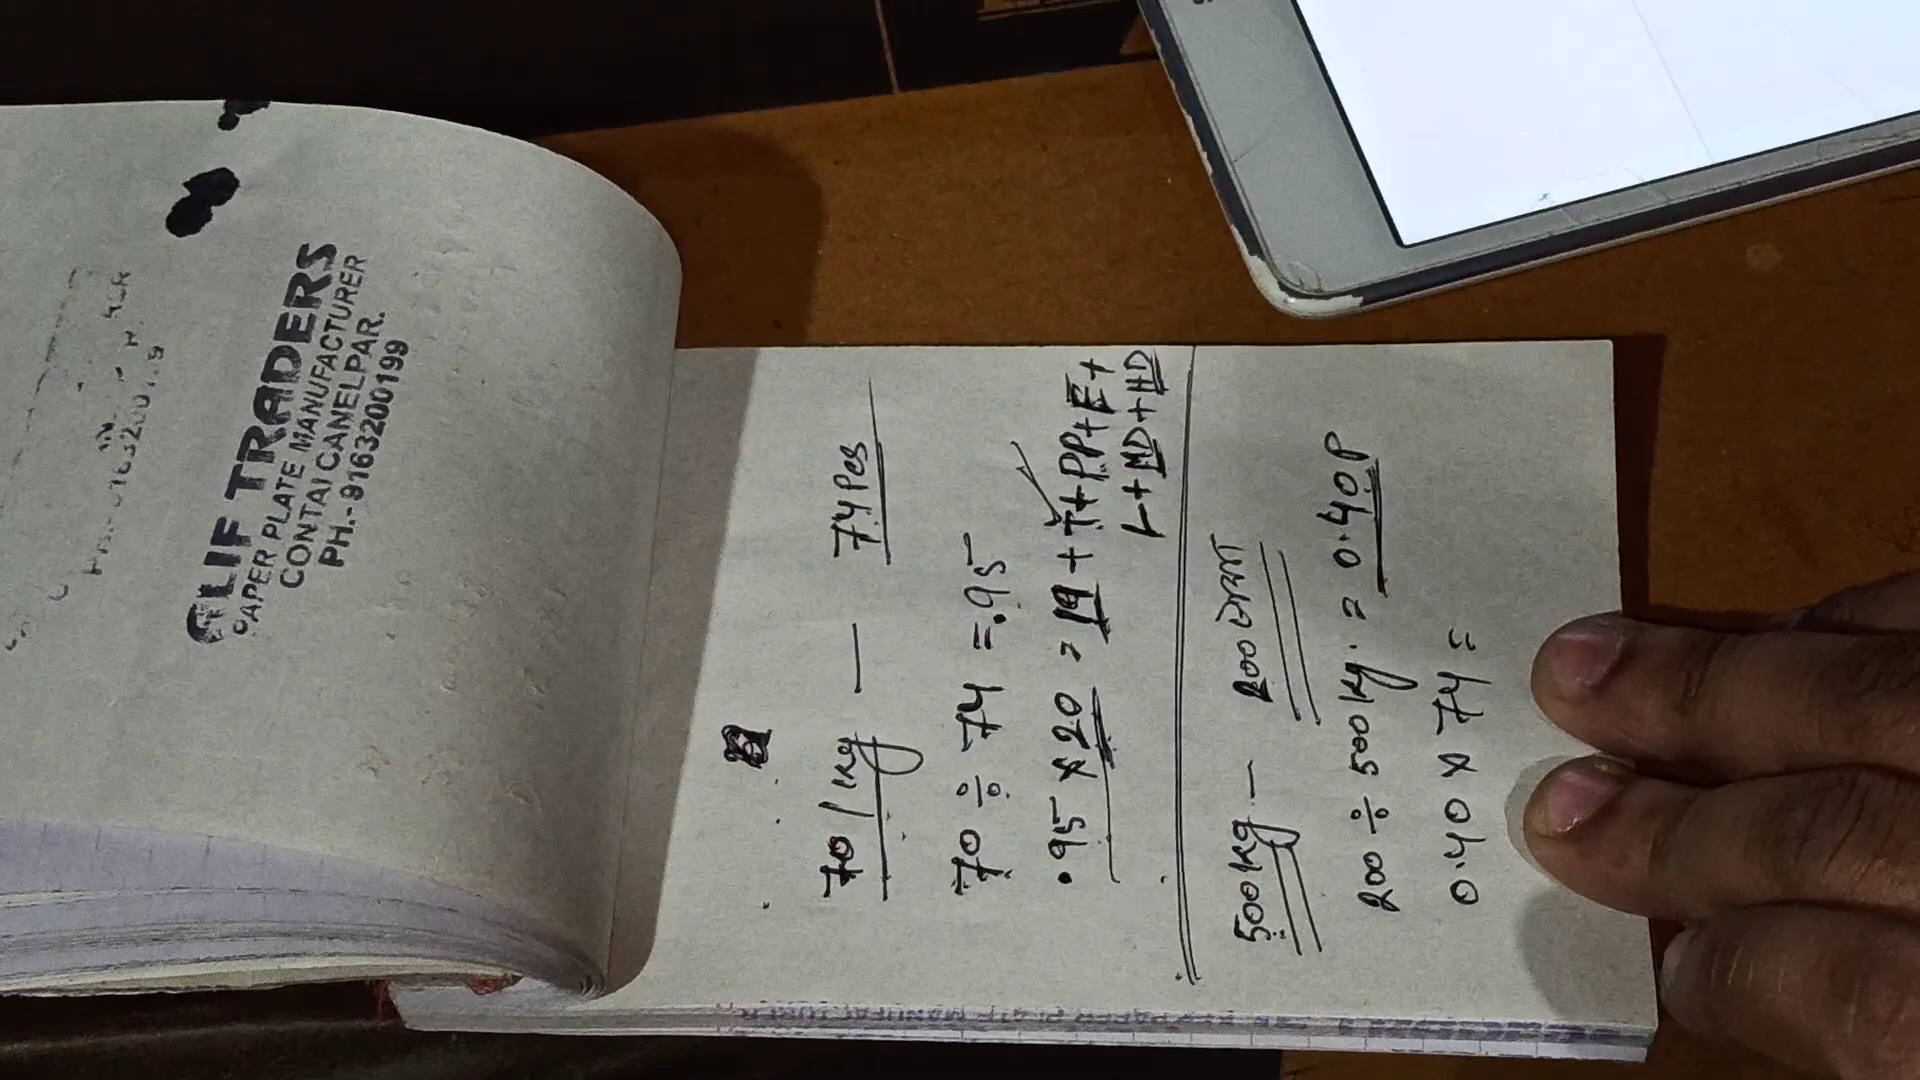 ALIF TRADERS
PAPER PLATE MANUFACTURER
CONTAI CANELPAR.
PH.-9163200199
70/kg — 74 Pcs
70 ÷ 74 = .95
.95 x 20 = 19 + T + PP + E +
L + MD + HD
500kg - 200
200 ÷ 500kg. = 0.40P
0.40 x 74 =